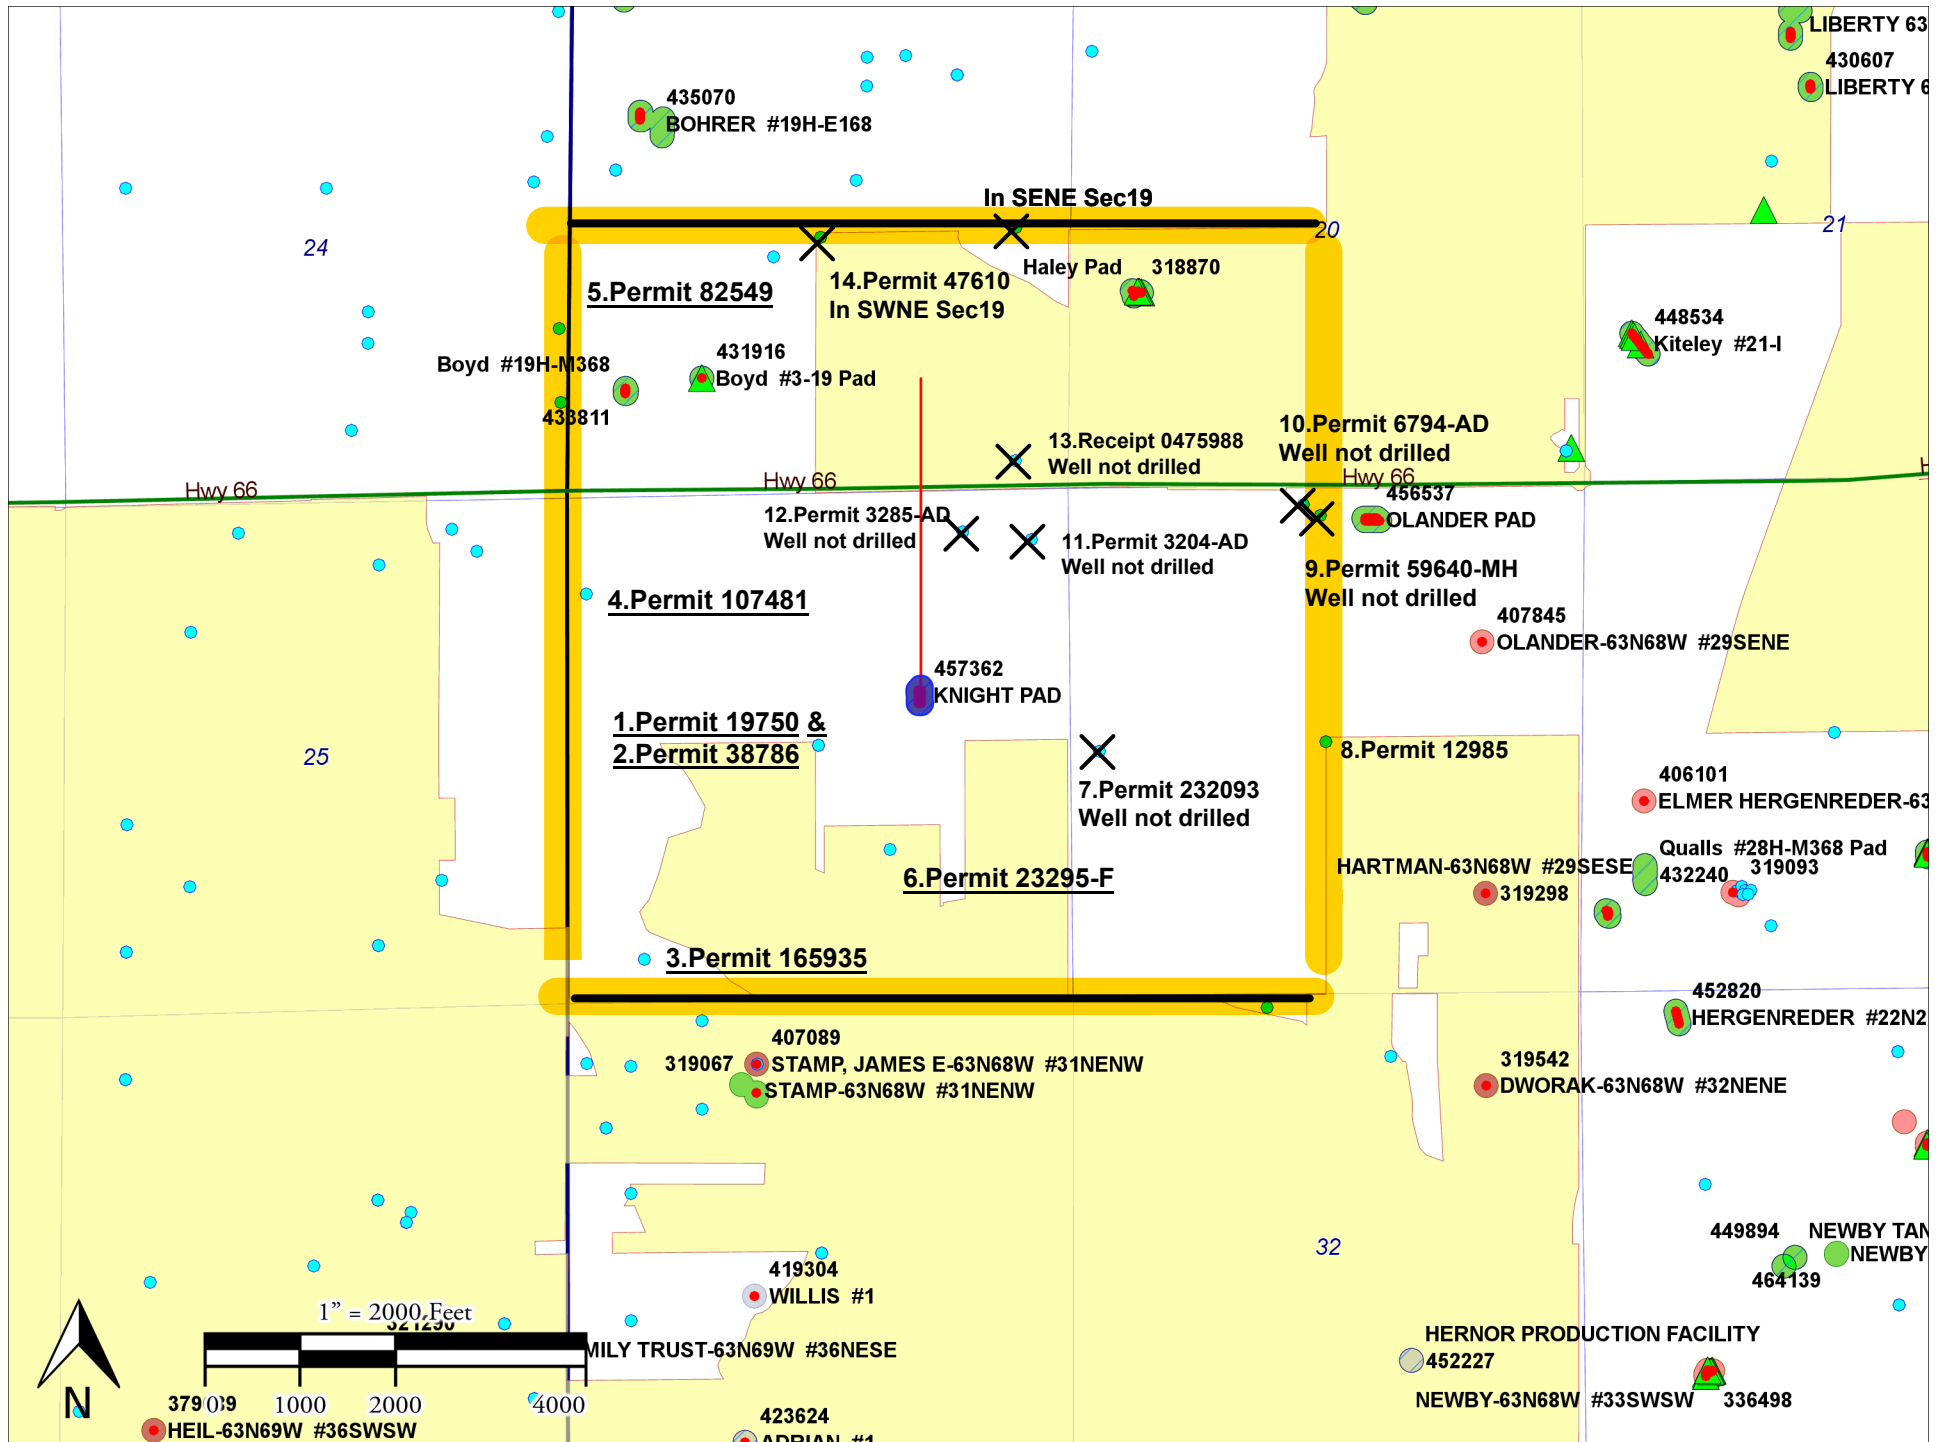 LIBERTY 63
430607
LIBERTY 6
435070
BOHRER #19H-E168
In SENE Sec19
20
21
24
Haley Pad 318870
14.Permit 47610
In SWNE Sec19
5.Permit 82549
448534
Kiteley #21-I
431916
Boyd #3-19 Pad
Boyd #19H-M368
433811
10.Permit 6794-AD
Well not drilled
13.Receipt 0475988
Well not drilled
Hwy 66
Hwy 66
Hwy 66
H
456537
OLANDER PAD
12.Permit 3285-AD
Well not drilled
11.Permit 3204-AD
Well not drilled
9.Permit 59640-MH
Well not drilled
4.Permit 107481
407845
OLANDER-63N68W #29SENE
457362
KNIGHT PAD
1.Permit 19750 &
2.Permit 38786
25
8.Permit 12985
7.Permit 232093
Well not drilled
406101
ELMER HERGENREDER-63
Qualls #28H-M368 Pad
432240
319093
HARTMAN-63N68W #29SESE
319298
6.Permit 23295-F
3.Permit 165935
452820
HERGENREDER #22N2
407089
STAMP, JAMES E-63N68W #31NENW
319067
STAMP-63N68W #31NENW
319542
DWORAK-63N68W #32NENE
32
449894
NEWBY TAN
NEWBY
464139
419304
WILLIS #1
1” = 2000 Feet
321290
MILY TRUST-63N69W #36NESE
HERNOR PRODUCTION FACILITY
452227
NEWBY-63N68W #33SWSW
336498
N
0 1000 2000 4000
HEIL-63N69W #36SWSW
423624
ADRIAN #1